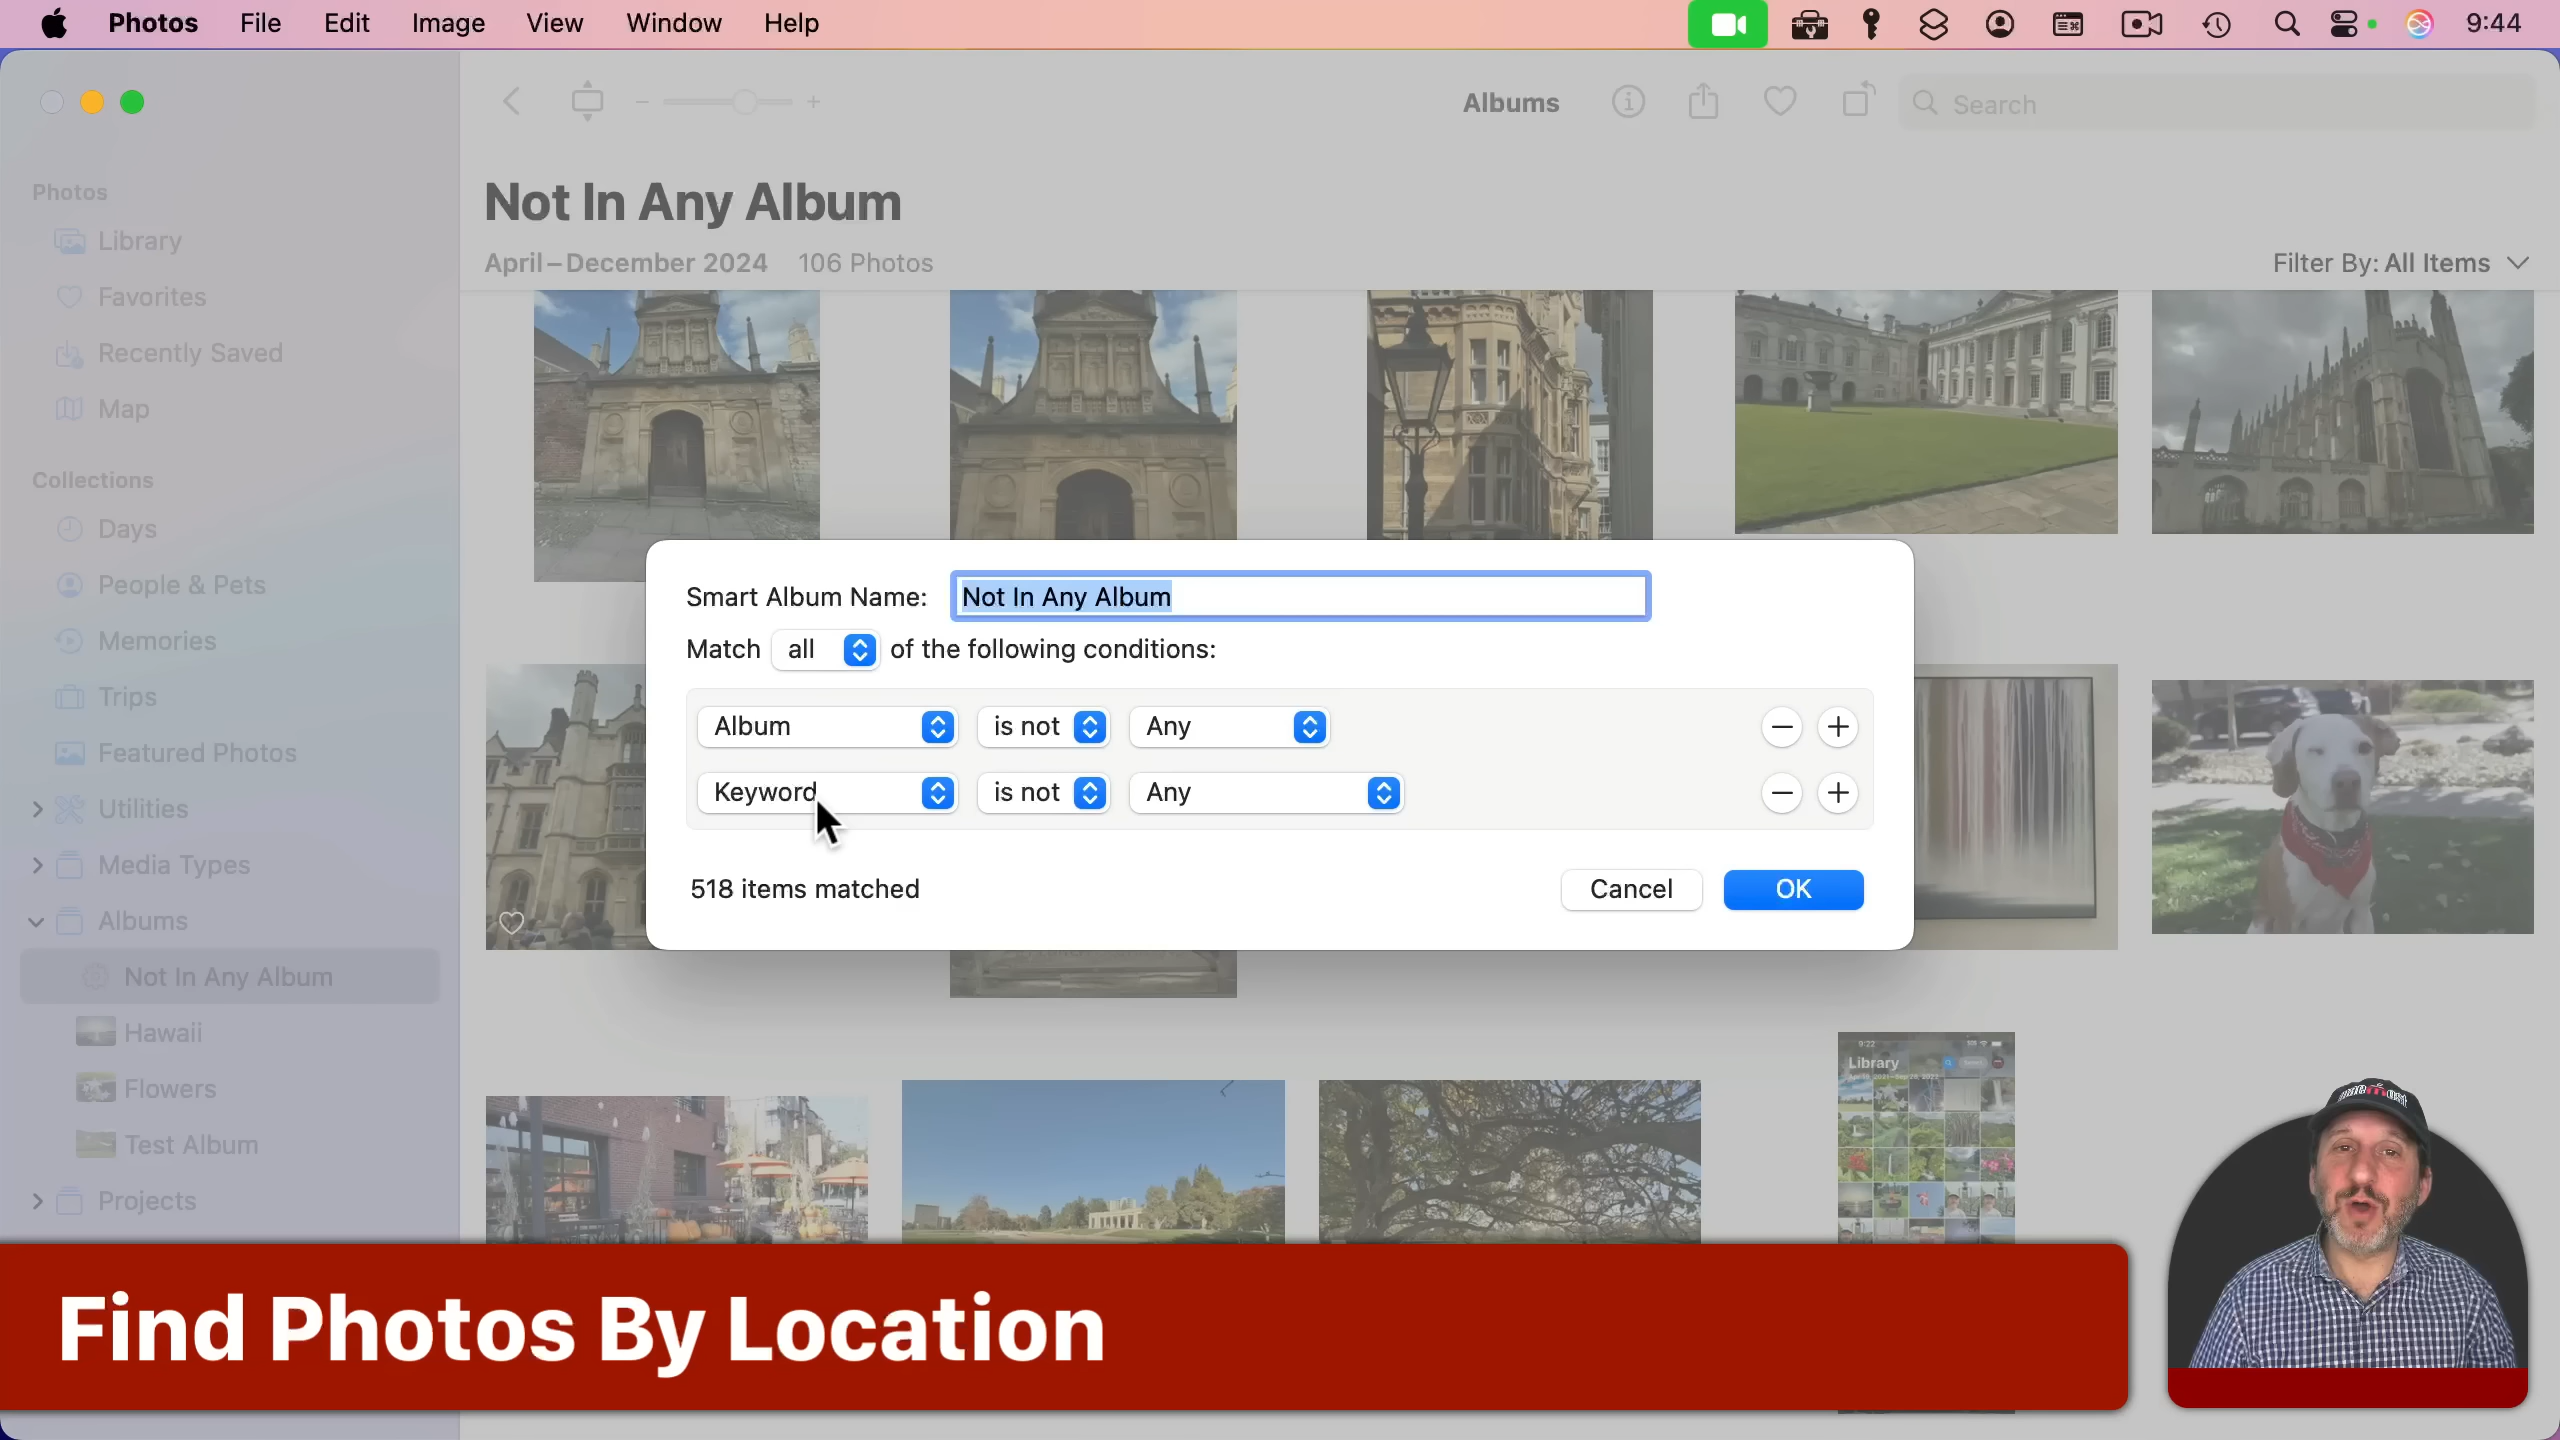 Photos File Edit Image View Window Help 9:44
Albums Search
Photos
Library
Favorites
Recently Saved
Map
Collections
Days
People & Pets
Memories
Trips
Featured Photos
Utilities
Media Types
Albums
Not In Any Album
Hawaii
Flowers
Test Album
Projects
Not In Any Album
April – December 2024 106 Photos
Filter By: All Items
Smart Album Name: Not In Any Album
Match all of the following conditions:
Album is not Any
Keyword is not Any
518 items matched
Cancel OK
9:22
Library
Find Photos By Location